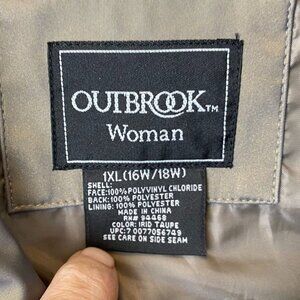 OUTBROOK™
Woman
1XL(16W/18W)
SHELL:
FACE:100%POLYVINYL CHLORIDE
BACK:100% POLYESTER
LINING: 100% POLYESTER
MADE IN CHINA
RN# 94468
COLOR: IRID TAUPE
UPC:7 0077056749
SEE CARE ON SIDE SEAM